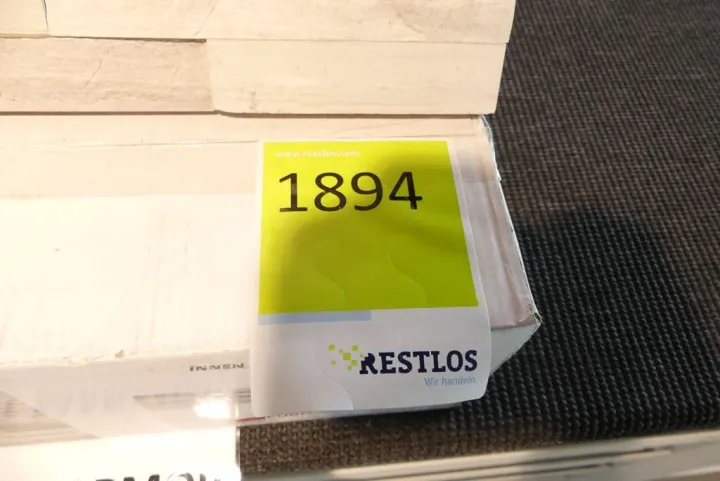 www.restlos.com
1894
RESTLOS
Wir handeln.
INNEN